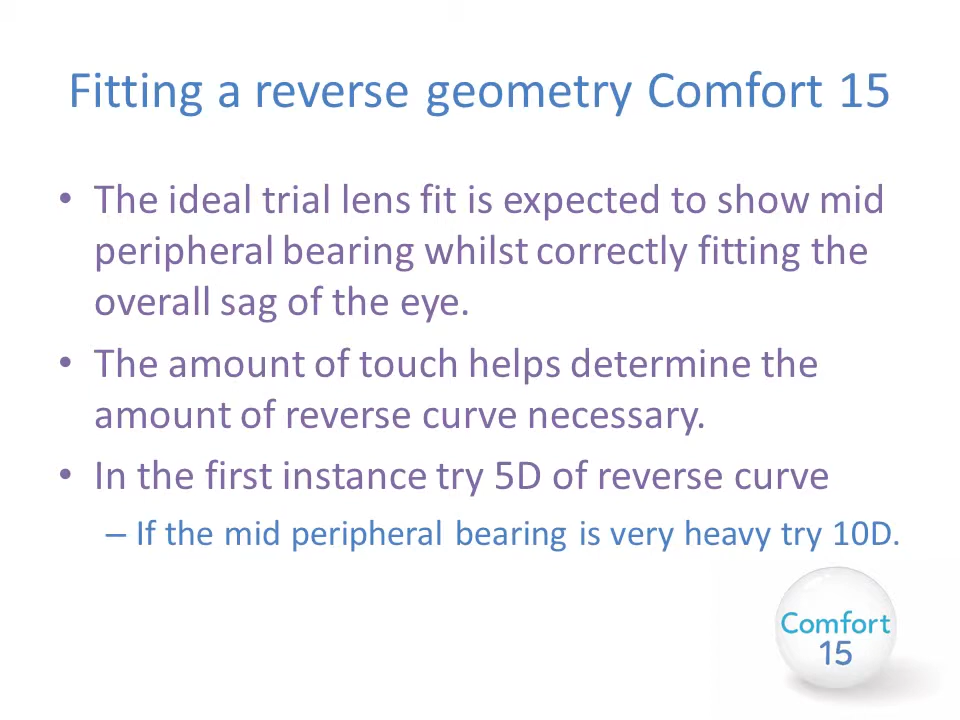 Fitting a reverse geometry Comfort 15
• The ideal trial lens fit is expected to show mid
peripheral bearing whilst correctly fitting the
overall sag of the eye.
• The amount of touch helps determine the
amount of reverse curve necessary.
• In the first instance try 5D of reverse curve
– If the mid peripheral bearing is very heavy try 10D.
Comfort
15